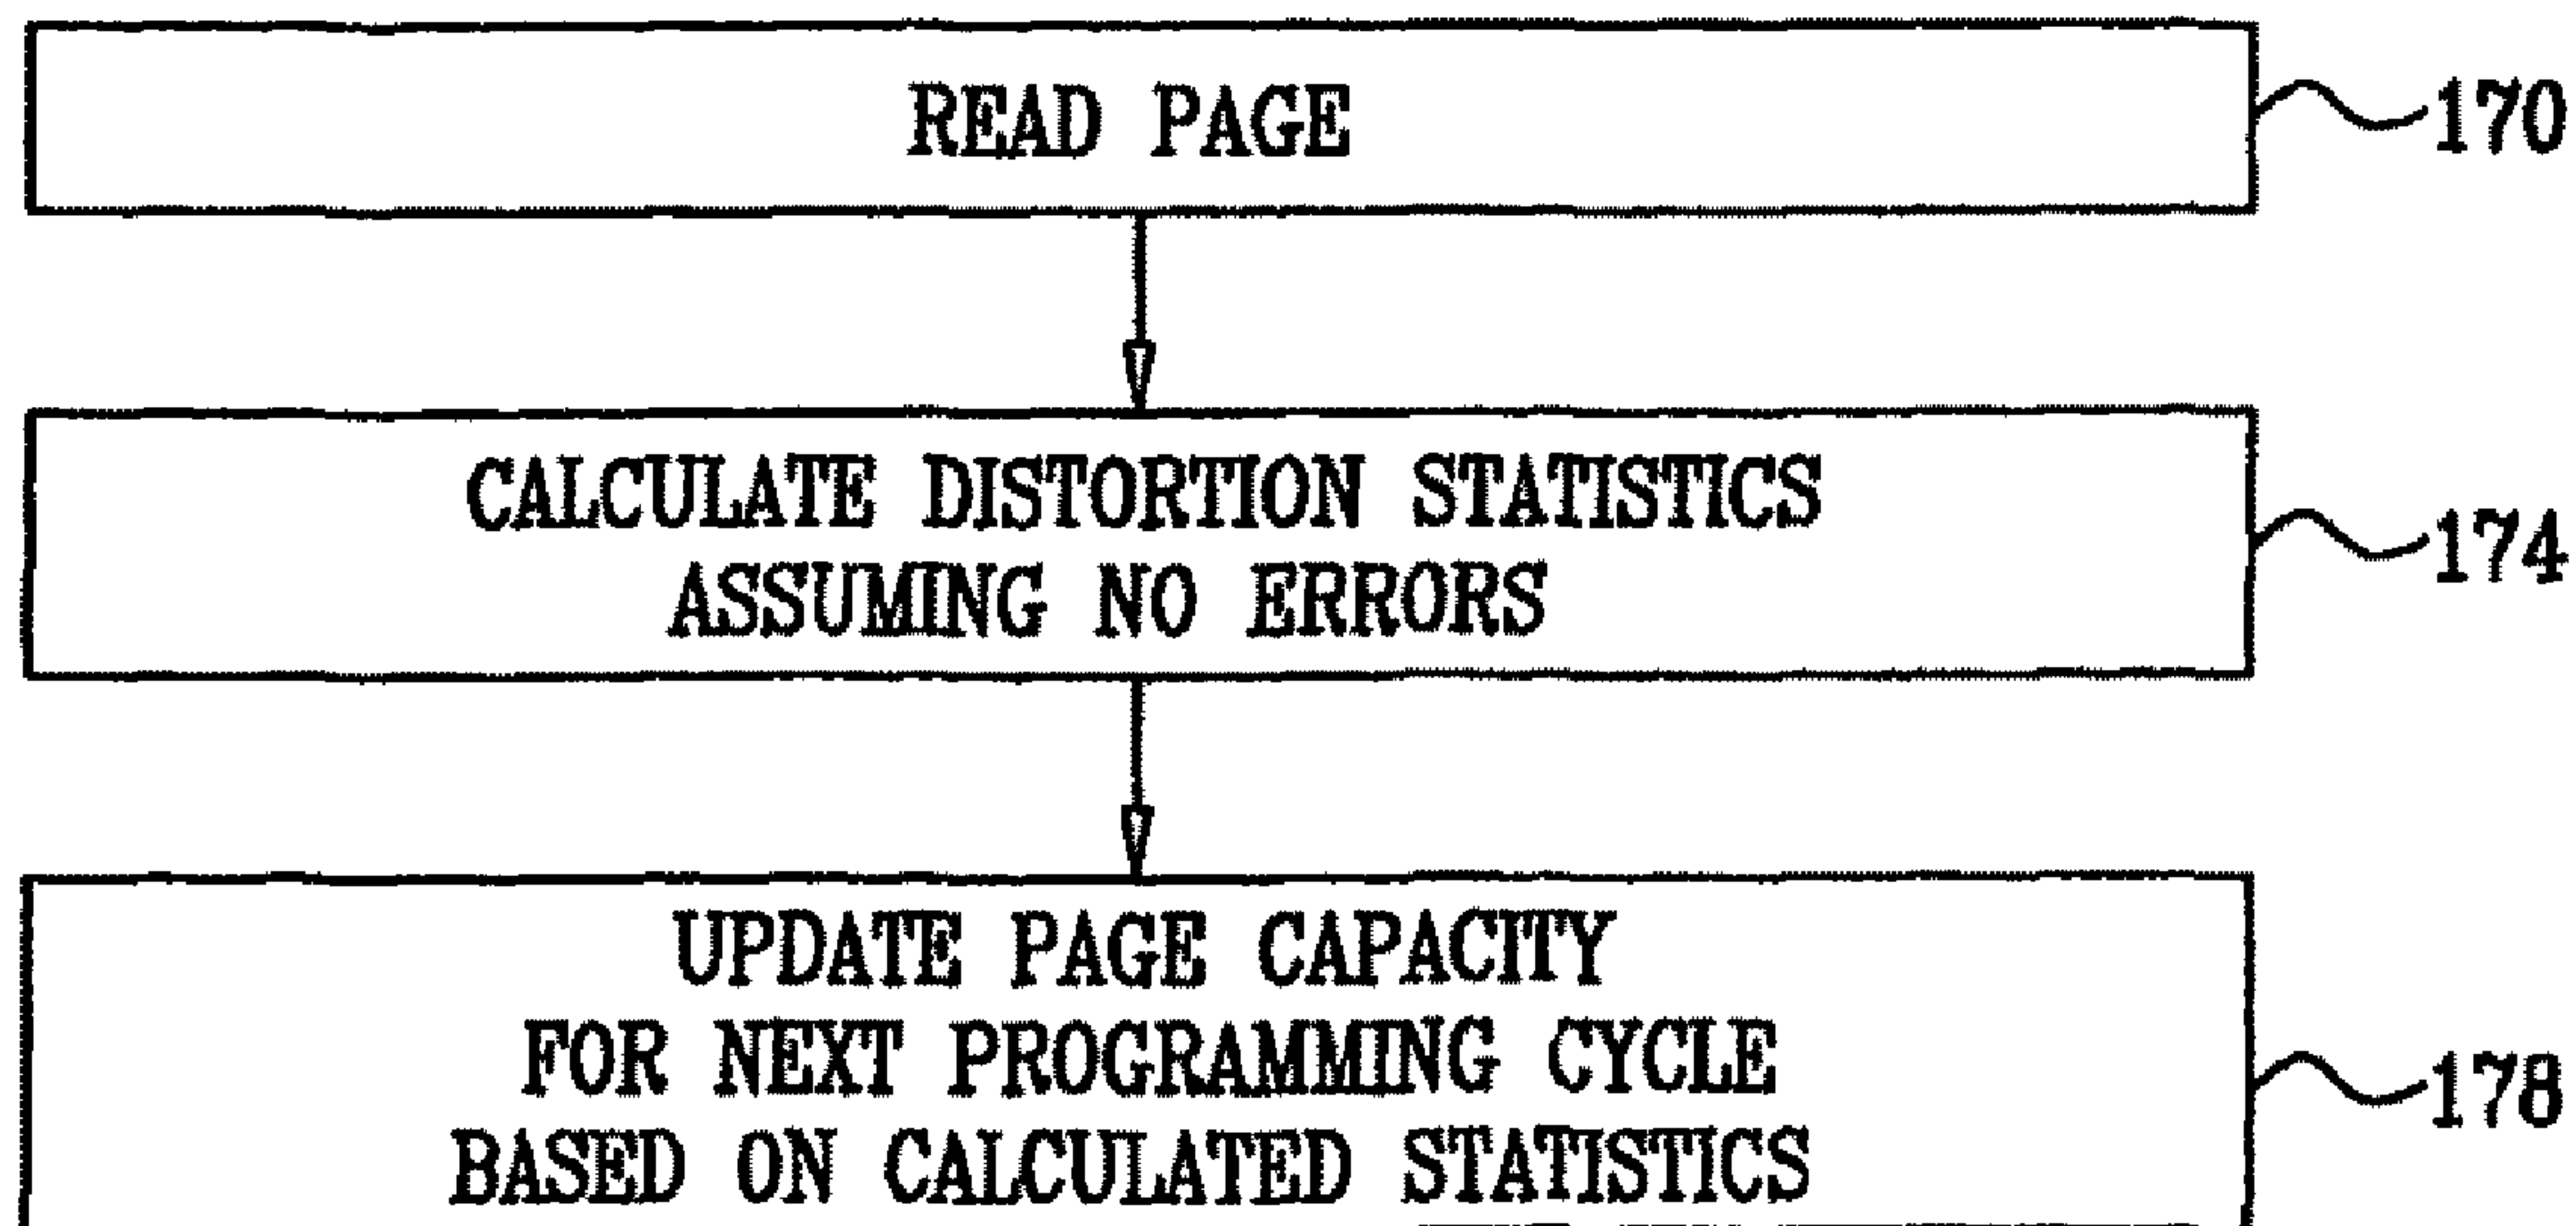 READ PAGE
170
CALCULATE DISTORTION STATISTICS
ASSUMING NO ERRORS
174
UPDATE PAGE CAPACITY
FOR NEXT PROGRAMMING CYCLE
BASED ON CALCULATED STATISTICS
178